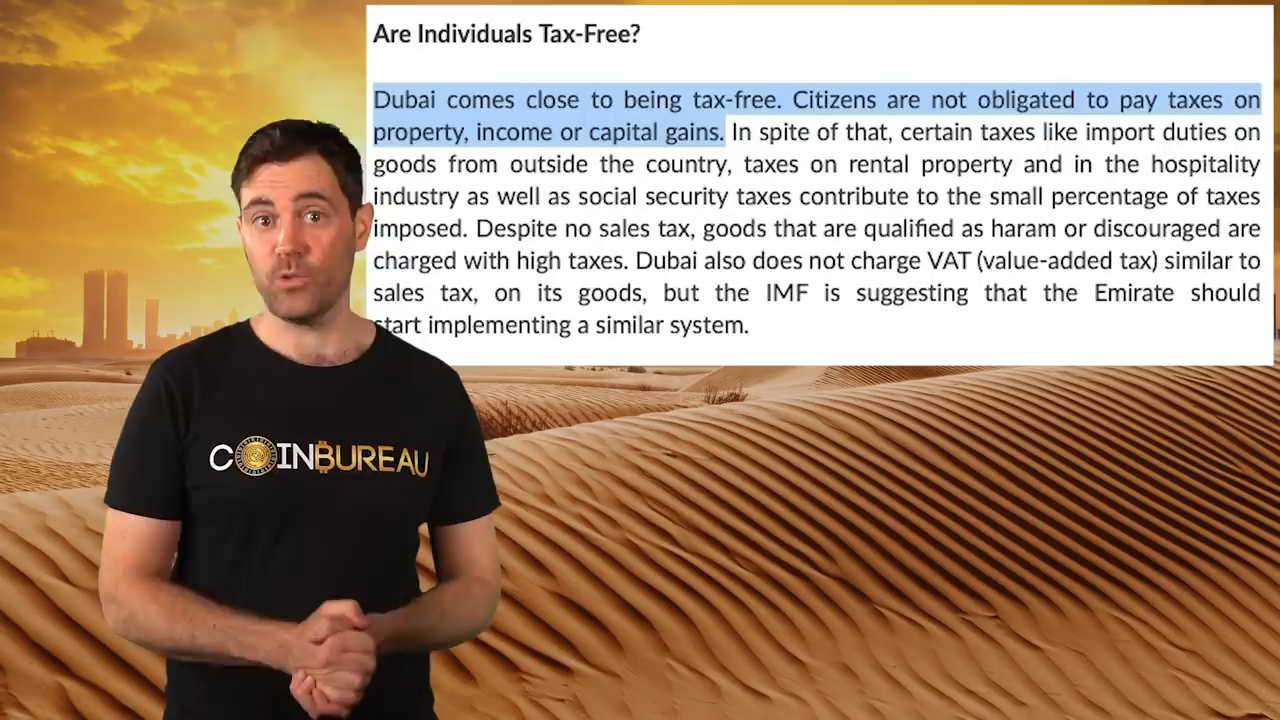 Are Individuals Tax-Free?
Dubai comes close to being tax-free. Citizens are not obligated to pay taxes on
property, income or capital gains. In spite of that, certain taxes like import duties on
goods from outside the country, taxes on rental property and in the hospitality
industry as well as social security taxes contribute to the small percentage of taxes
imposed. Despite no sales tax, goods that are qualified as haram or discouraged are
charged with high taxes. Dubai also does not charge VAT (value-added tax) similar to
sales tax, on its goods, but the IMF is suggesting that the Emirate should
start implementing a similar system.
COINBUREAU